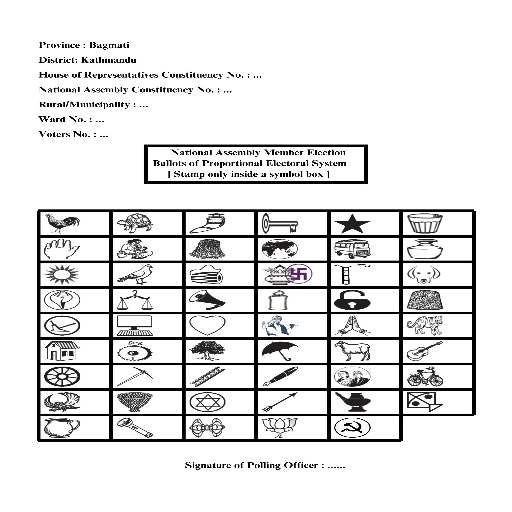 Province : Bagmati
District: Kathmandu
House of Representatives Constituency No. : ...
National Assembly Constituency No. : ...
Rural/Municipality : ...
Ward No. : ...
Voters No. : ...
National Assembly Member Election
Ballots of Proportional Electoral System
[ Stamp only inside a symbol box ]
Signature of Polling Officer : ......